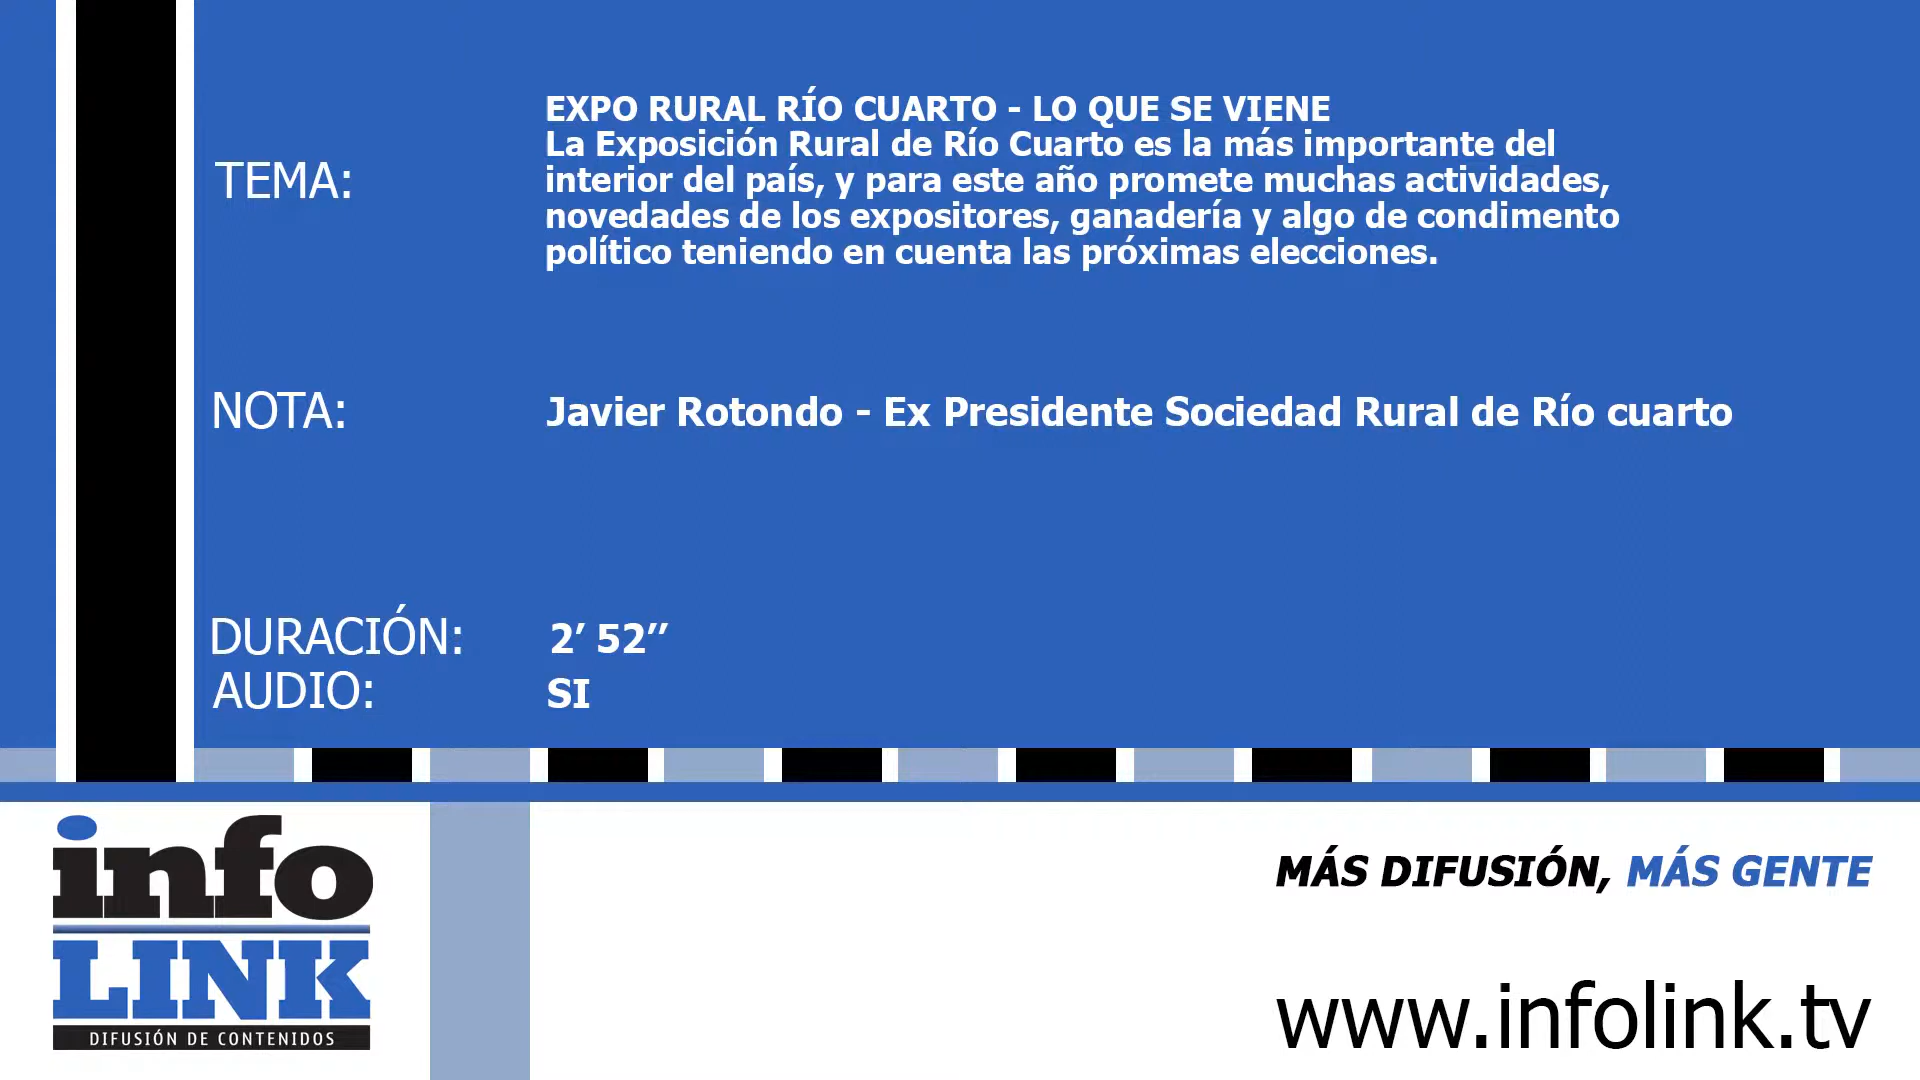 EXPO RURAL RÍO CUARTO - LO QUE SE VIENE
TEMA:
La Exposición Rural de Río Cuarto es la más importante del
interior del país, y para este año promete muchas actividades,
novedades de los expositores, ganadería y algo de condimento
político teniendo en cuenta las próximas elecciones.
NOTA:
Javier Rotondo - Ex Presidente Sociedad Rural de Río cuarto
DURACIÓN:
2’ 52’’
AUDIO:
SI
info
LINK
DIFUSIÓN DE CONTENIDOS
MÁS DIFUSIÓN, MÁS GENTE
www.infolink.tv